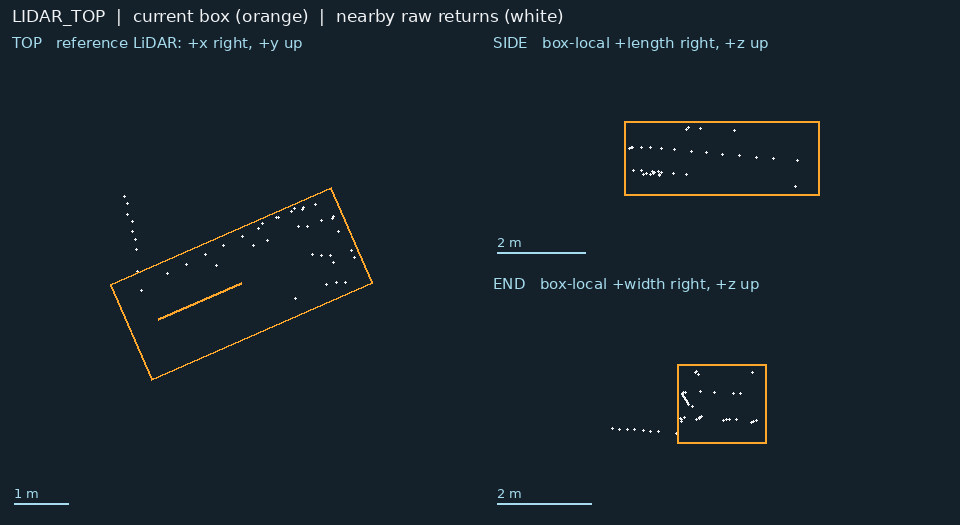 LIDAR_TOP | current box (orange) | nearby raw returns (white)
TOP reference LiDAR: +x right, +y up
SIDE box-local +length right, +z up
2 m
END box-local +width right, +z up
1 m
2 m